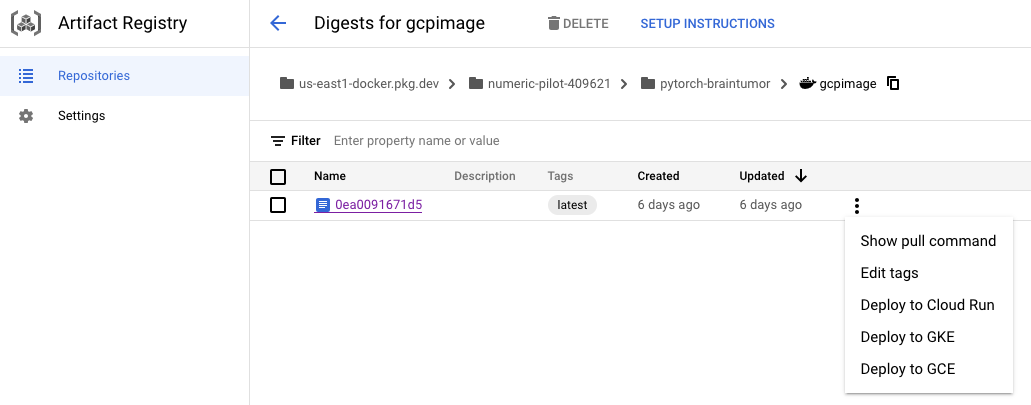 Artifact Registry
Digests for gcpimage
DELETE
SETUP INSTRUCTIONS
Repositories
Settings
us-east1-docker.pkg.dev
numeric-pilot-409621
pytorch-braintumor
gcpimage
Filter Enter property name or value
Name Description Tags Created Updated
0ea0091671d5 latest 6 days ago 6 days ago
Show pull command
Edit tags
Deploy to Cloud Run
Deploy to GKE
Deploy to GCE